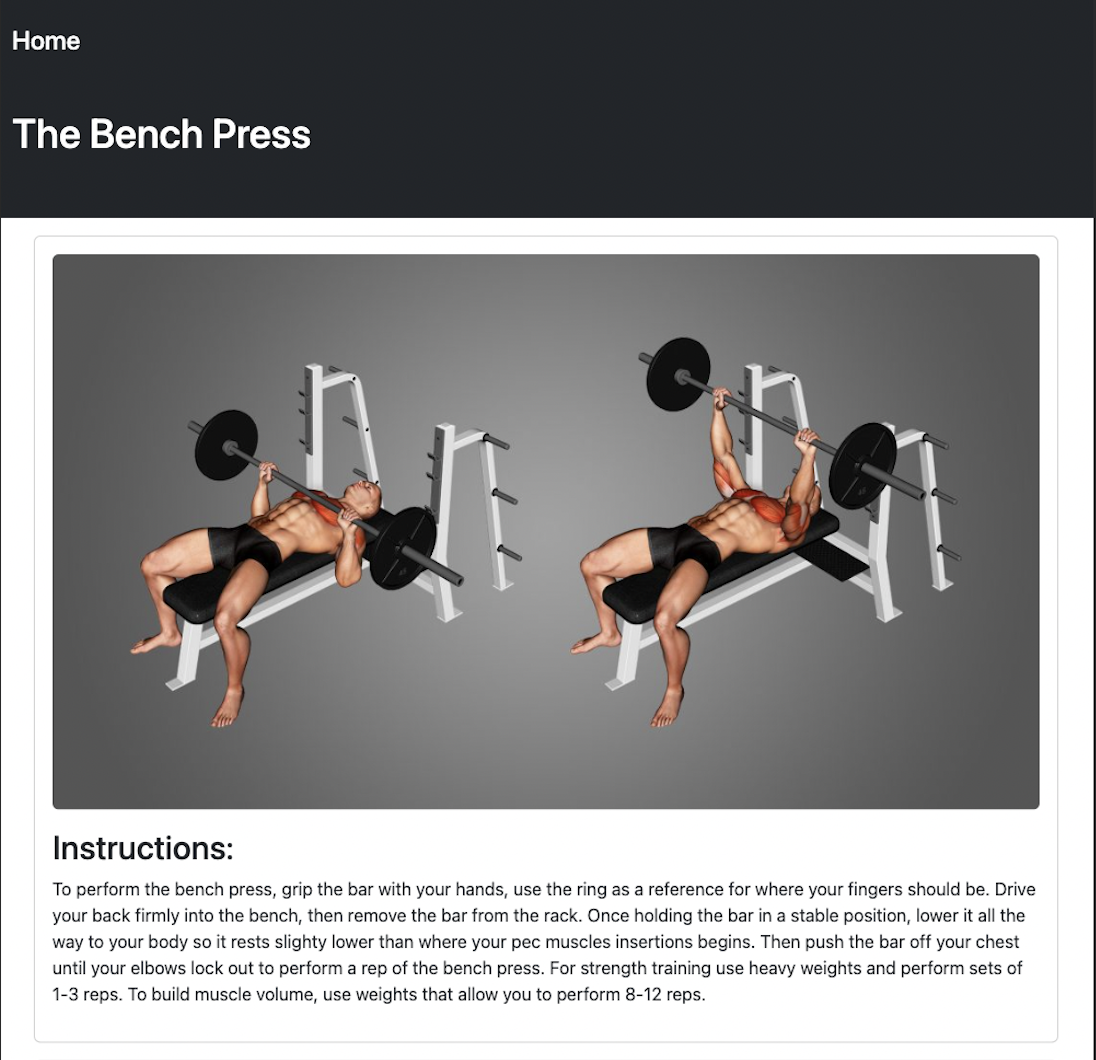 Home
The Bench Press
Instructions:
To perform the bench press, grip the bar with your hands, use the ring as a reference for where your fingers should be. Drive
your back firmly into the bench, then remove the bar from the rack. Once holding the bar in a stable position, lower it all the
way to your body so it rests slighty lower than where your pec muscles insertions begins. Then push the bar off your chest
until your elbows lock out to perform a rep of the bench press. For strength training use heavy weights and perform sets of
1-3 reps. To build muscle volume, use weights that allow you to perform 8-12 reps.